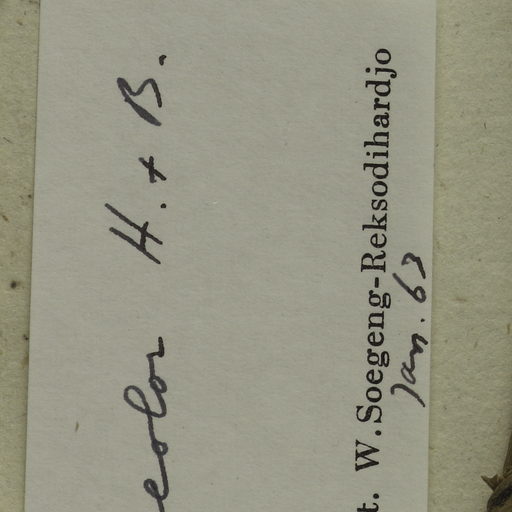 eolor H. + B.
t. W. Soegeng-Reksodihardjo
Jan. 63